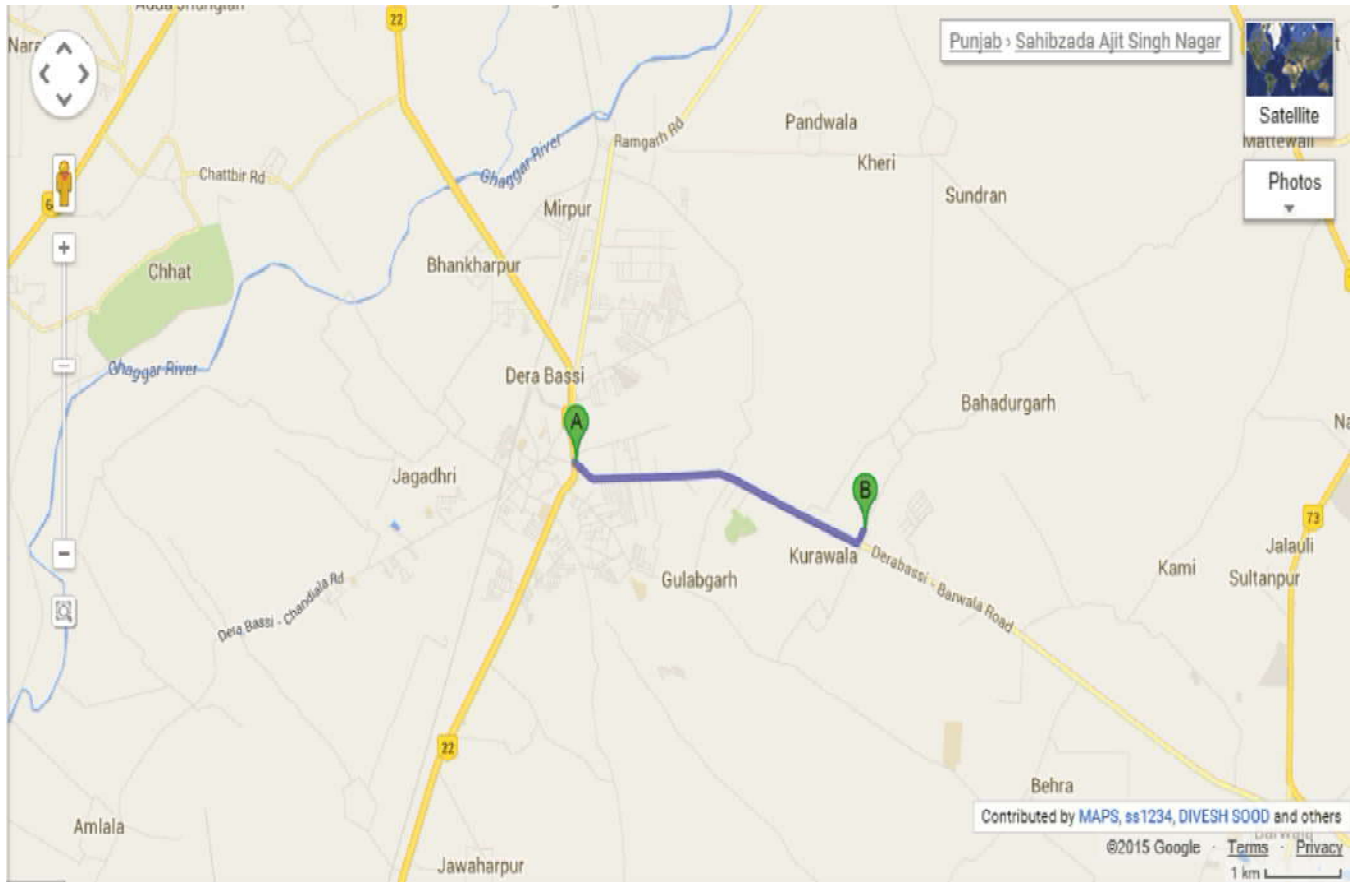 22
Punjab › Sahibzada Ajit Singh Nagar
Satellite
Mattewali
Photos
Ramgarh Rd
Pandwala
Kheri
Chattbir Rd
Ghaggar River
Sundran
Mirpur
Bhankharpur
Chhat
Ghaggar River
Dera Bassi
A
Bahadurgarh
Jagadhri
B
73
Kurawala
Derabassi - Barwala Road
Jalauli
Kami
Sultanpur
Gulabgarh
Dera Bassi - Chandiala Rd
22
Behra
Contributed by MAPS, ss1234, DIVESH SOOD and others
Amlala
©2015 Google · Terms · Privacy
Jawaharpur
1 km